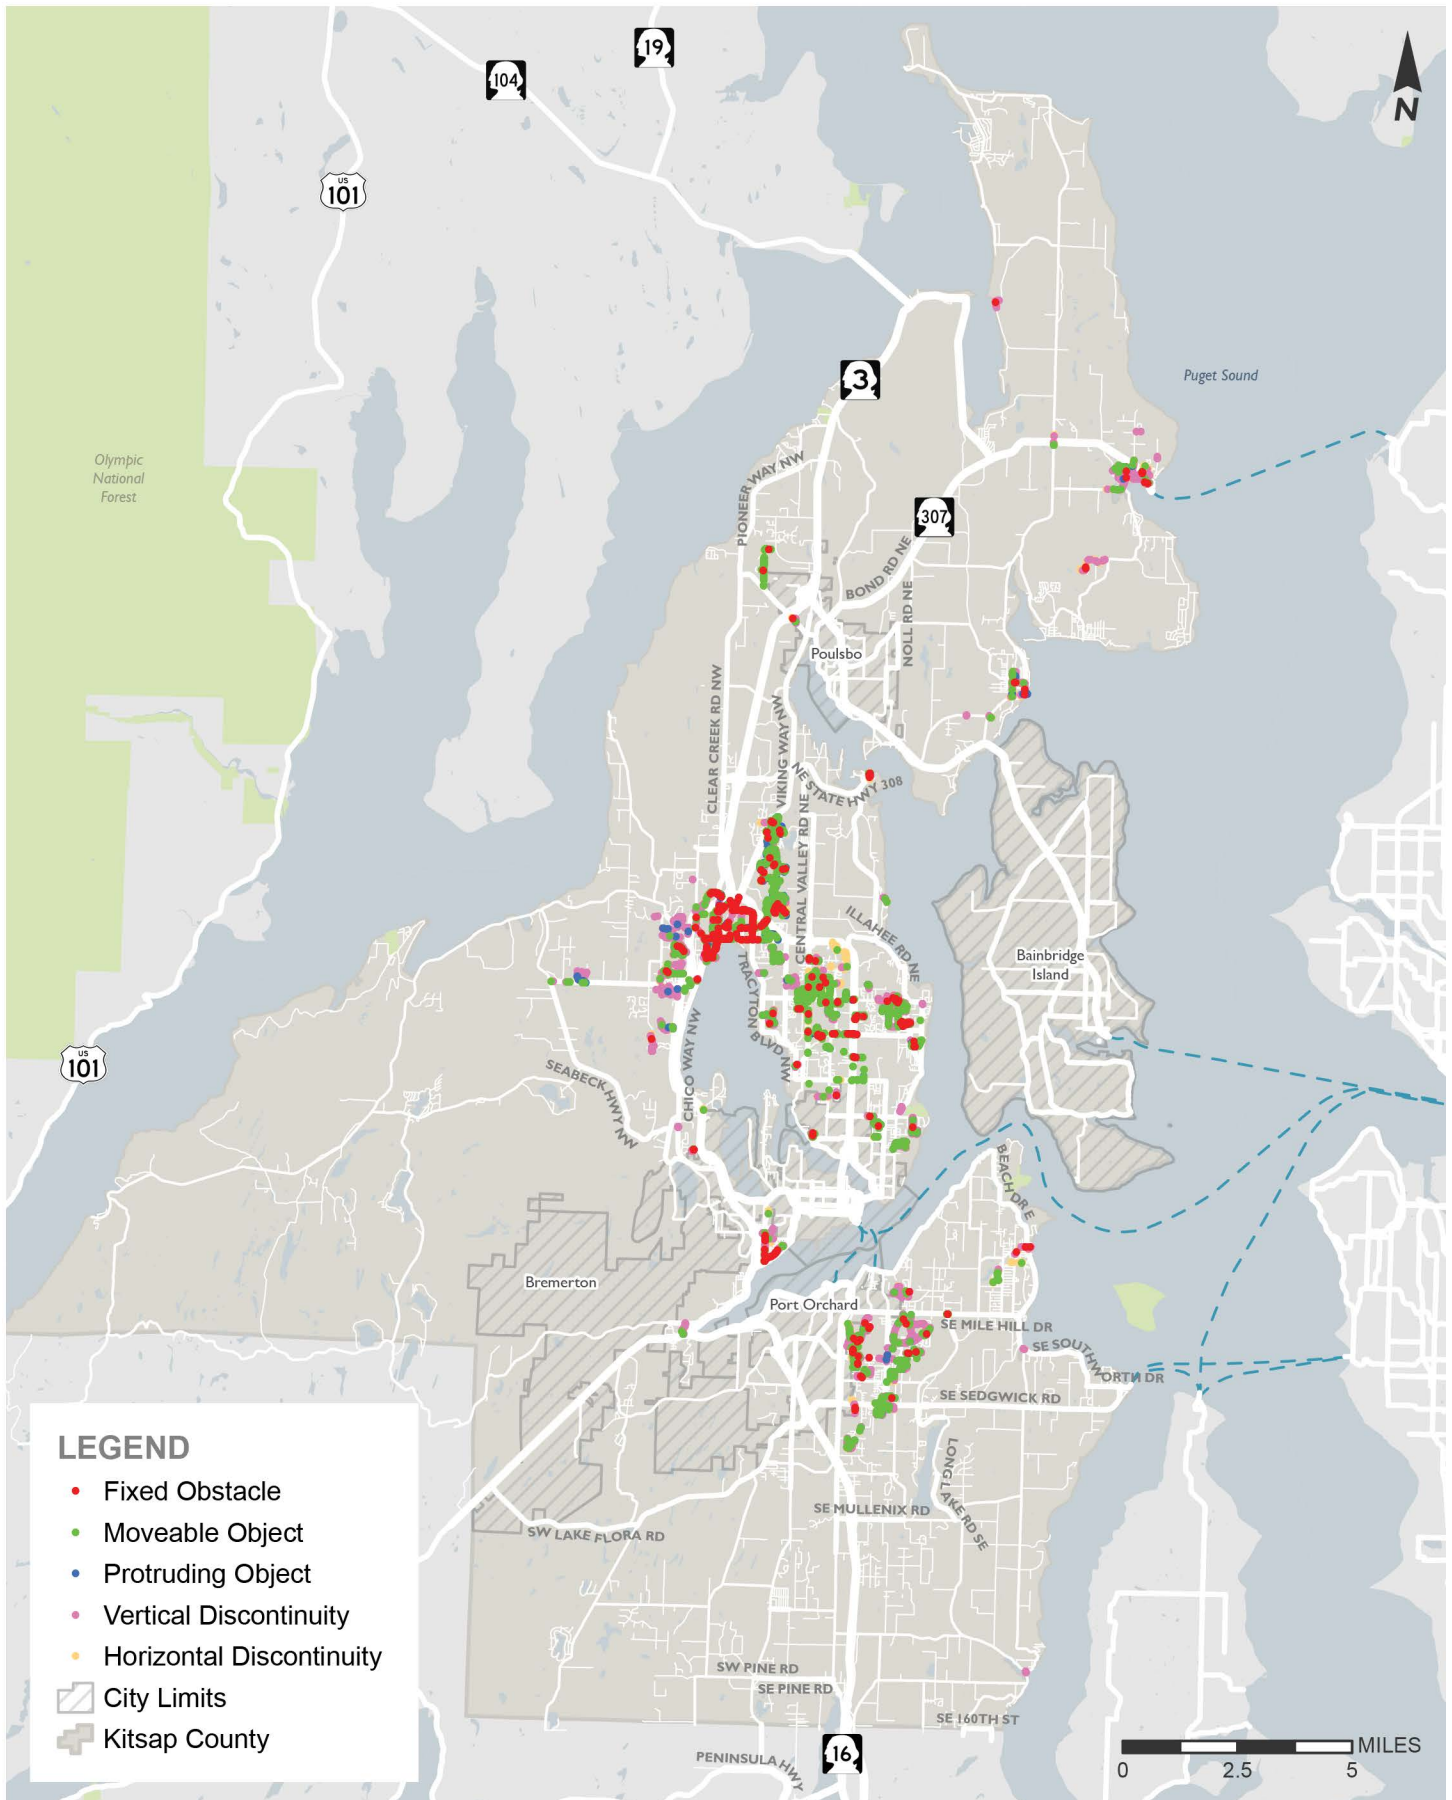 19
104
N
US
101
3
Puget Sound
Olympic
National
Forest
PIONEER WAY NW
307
BOND RD NE
NOLL RD NE
Poulsbo
CLEAR CREEK RD NW
VIKING WAY NW
NE STATE HWY 308
CENTRAL VALLEY RD NE
ILLAHEE RD NE
Bainbridge
Island
TRACYTON BLVD NW
US
101
CHICO WAY NW
SEABECK HWY NW
BEACH DR E
Bremerton
Port Orchard
SE MILE HILL DR
SE SOUTHWORTH DR
SE SEDGWICK RD
LONG LAKE RD SE
SE MULLENIX RD
SW LAKE FLORA RD
SW PINE RD
SE PINE RD
SE 160TH ST
PENINSULA HWY
16
LEGEND
Fixed Obstacle
Moveable Object
Protruding Object
Vertical Discontinuity
Horizontal Discontinuity
City Limits
Kitsap County
MILES
0 2.5 5